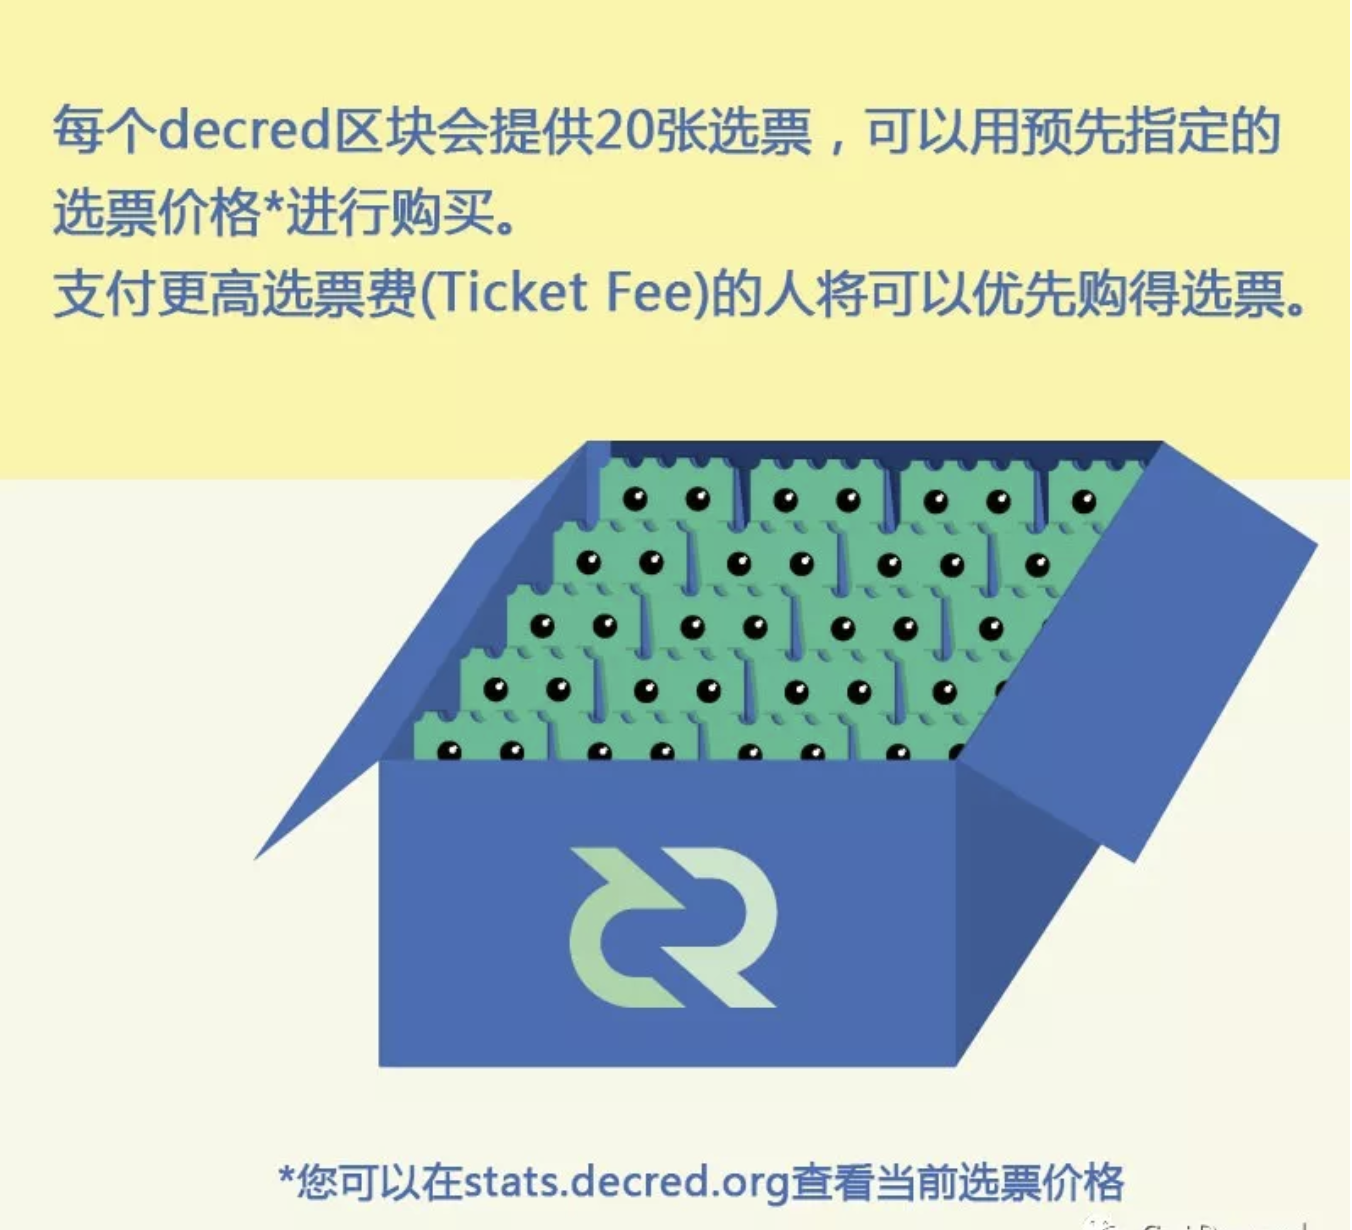 每个decred区块会提供20张选票，可以用预先指定的
选票价格*进行购买。
支付更高选票费(Ticket Fee)的人将可以优先购得选票。
*您可以在stats.decred.org查看当前选票价格